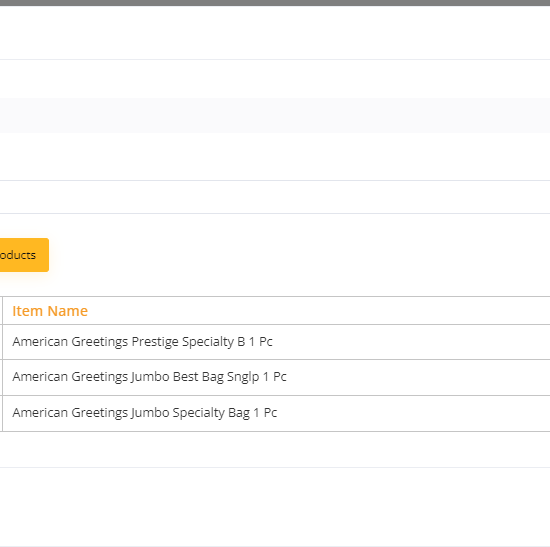 oducts
Item Name
American Greetings Prestige Specialty B 1 Pc
American Greetings Jumbo Best Bag Snglp 1 Pc
American Greetings Jumbo Specialty Bag 1 Pc